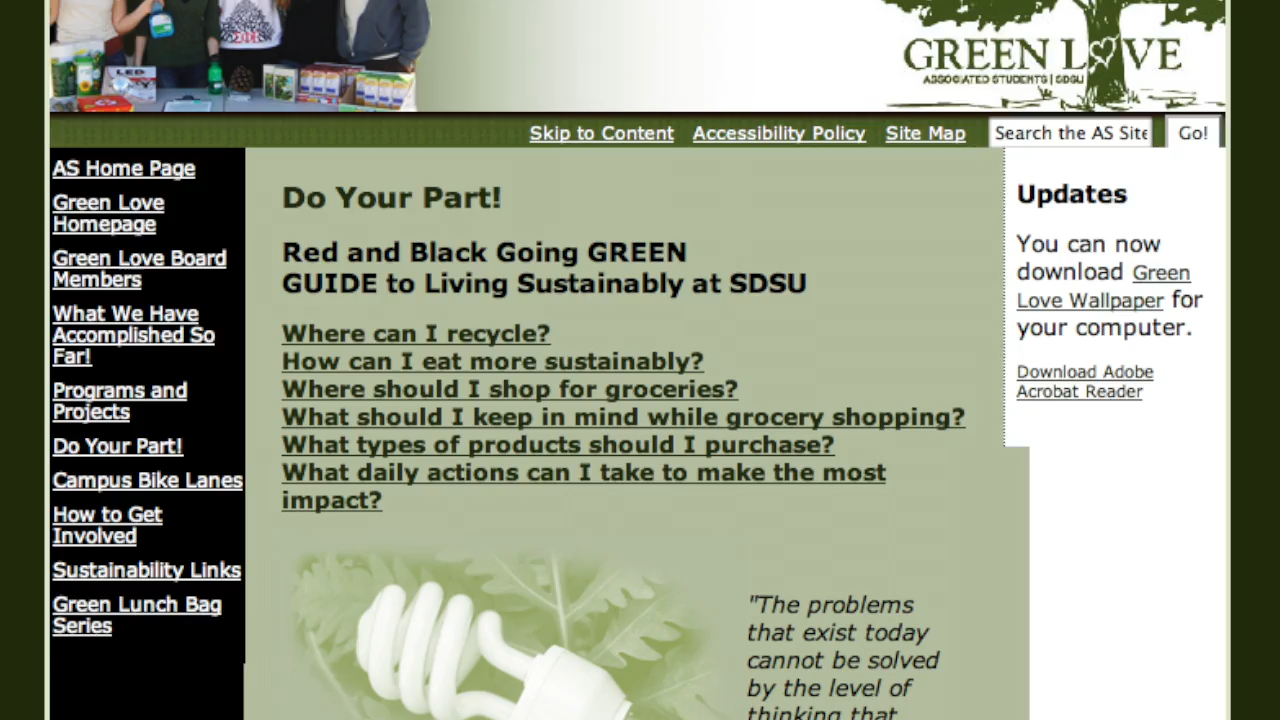 LED
GREEN LOVE
ASSOCIATED STUDENTS | SDSU
Skip to Content Accessibility Policy Site Map Search the AS Site Go!
AS Home Page
Green Love
Homepage
Green Love Board
Members
What We Have
Accomplished So
Far!
Programs and
Projects
Do Your Part!
Campus Bike Lanes
How to Get
Involved
Sustainability Links
Green Lunch Bag
Series
Do Your Part!
Red and Black Going GREEN
GUIDE to Living Sustainably at SDSU
Where can I recycle?
How can I eat more sustainably?
Where should I shop for groceries?
What should I keep in mind while grocery shopping?
What types of products should I purchase?
What daily actions can I take to make the most
impact?
"The problems
that exist today
cannot be solved
by the level of
thinking that
Updates
You can now
download Green
Love Wallpaper for
your computer.
Download Adobe
Acrobat Reader